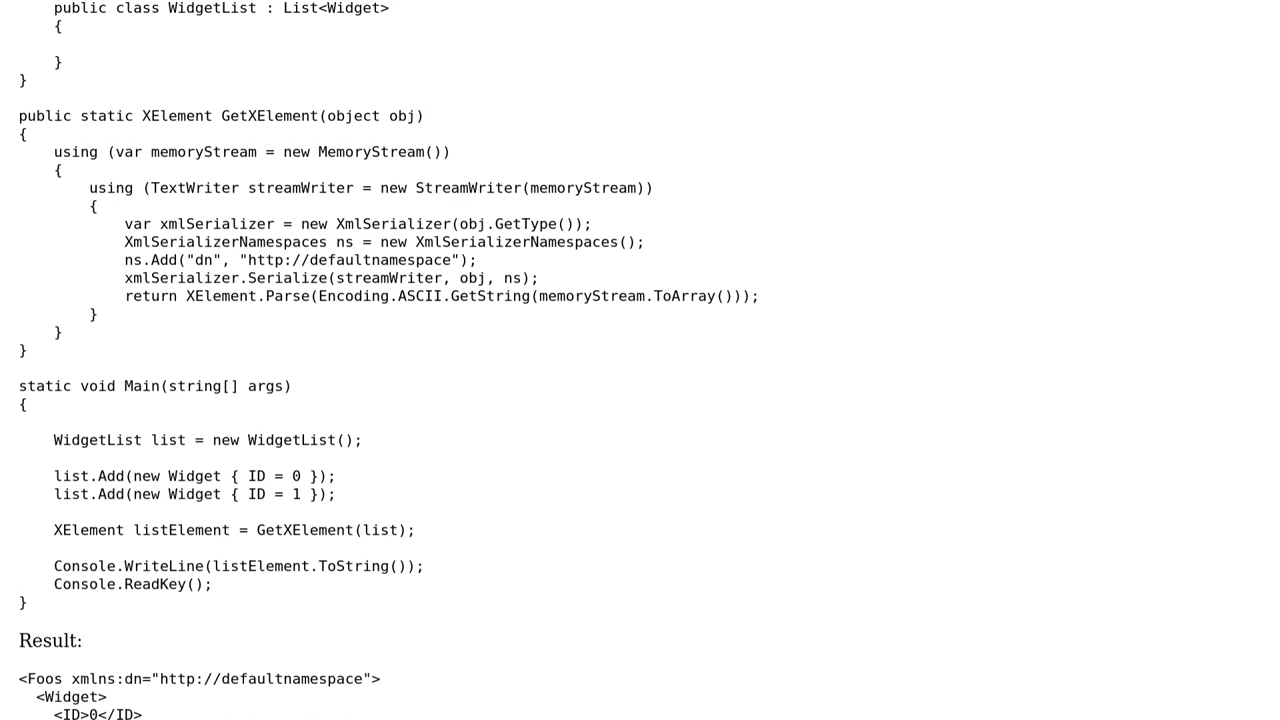 public class WidgetList : List<Widget>
    {

    }
}

public static XElement GetXElement(object obj)
{
    using (var memoryStream = new MemoryStream())
    {
        using (TextWriter streamWriter = new StreamWriter(memoryStream))
        {
            var xmlSerializer = new XmlSerializer(obj.GetType());
            XmlSerializerNamespaces ns = new XmlSerializerNamespaces();
            ns.Add("dn", "http://defaultnamespace");
            xmlSerializer.Serialize(streamWriter, obj, ns);
            return XElement.Parse(Encoding.ASCII.GetString(memoryStream.ToArray()));
        }
    }
}

static void Main(string[] args)
{

    WidgetList list = new WidgetList();

    list.Add(new Widget { ID = 0 });
    list.Add(new Widget { ID = 1 });

    XElement listElement = GetXElement(list);

    Console.WriteLine(listElement.ToString());
    Console.ReadKey();
}

Result:

<Foos xmlns:dn="http://defaultnamespace">
  <Widget>
    <ID>0</ID>